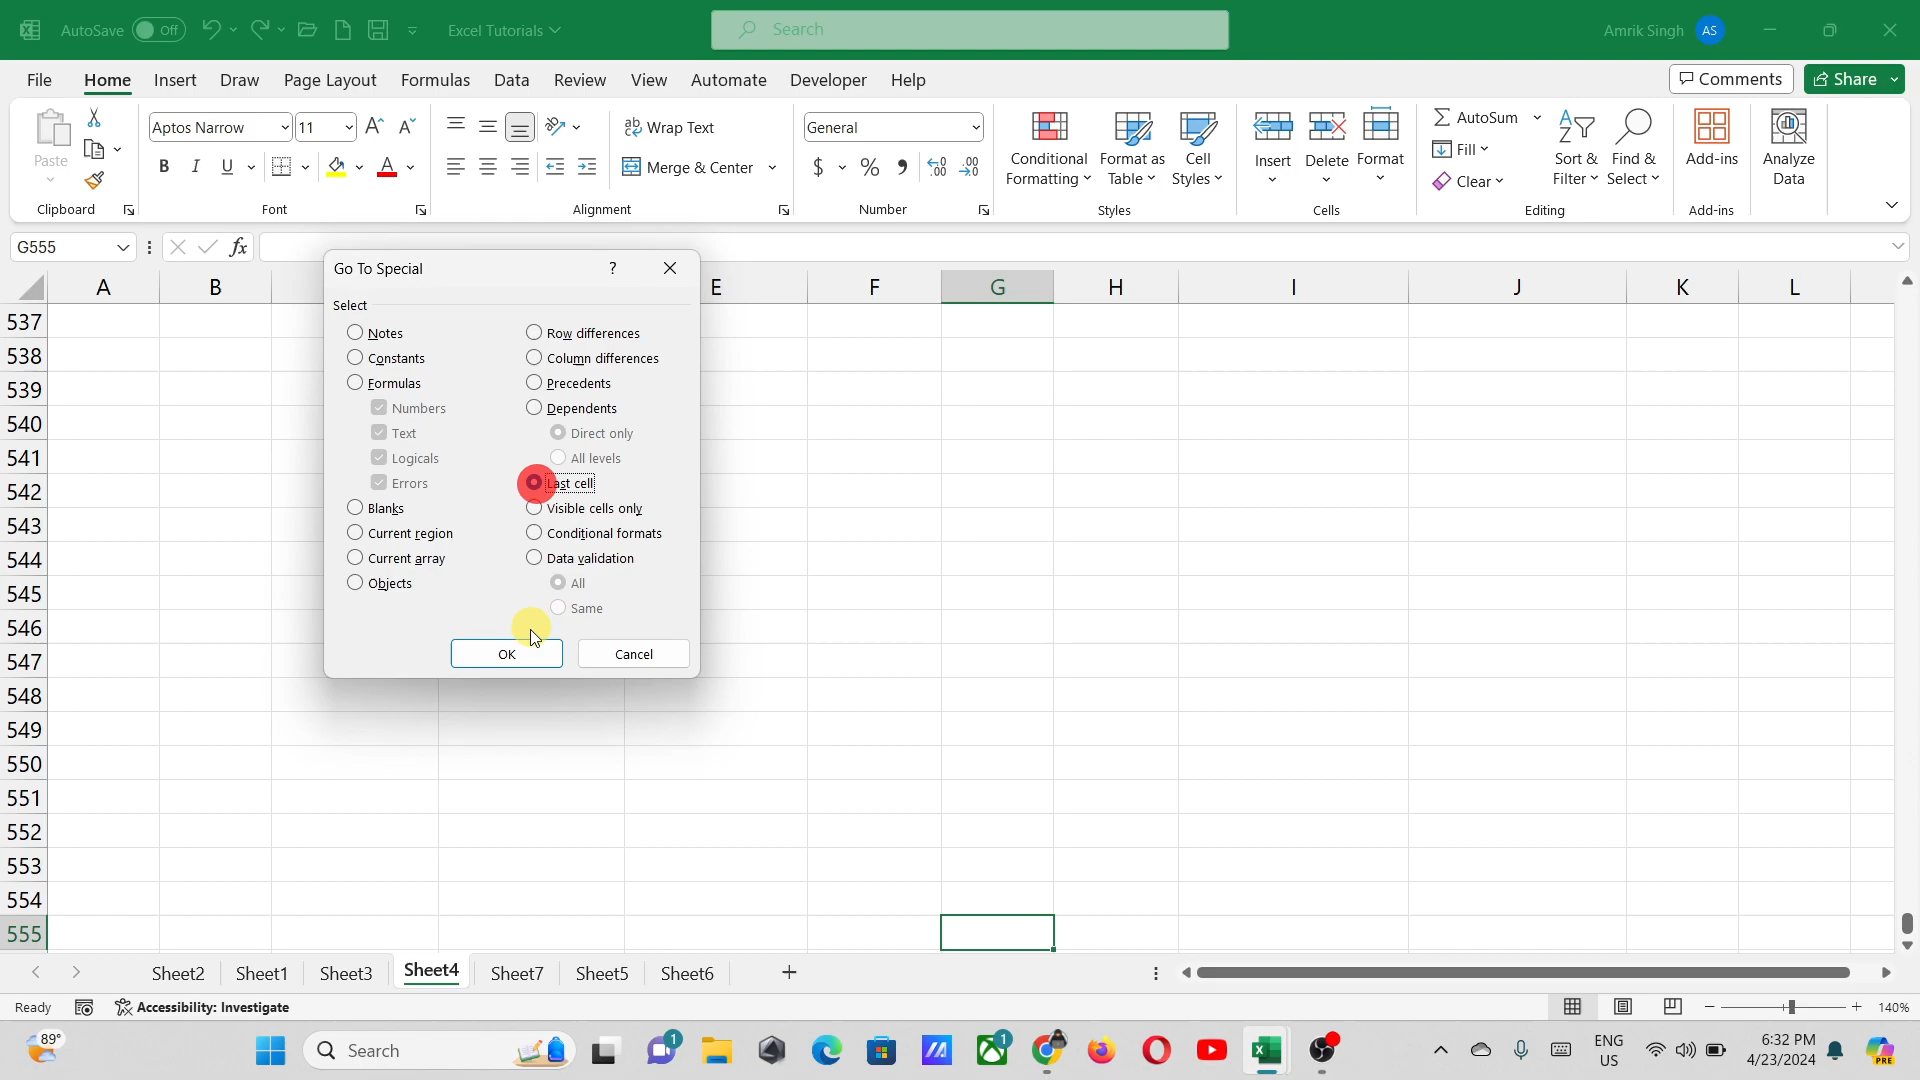 AutoSave Off Excel Tutorials Search Amrik Singh AS
File Home Insert Draw Page Layout Formulas Data Review View Automate Developer Help Comments Share
Paste Aptos Narrow 11 Wrap Text General Conditional Formatting Format as Table Cell Styles Insert Delete Format AutoSum Sort & Filter Find & Select Add-ins Analyze Data
B I U A Merge & Center $ % Fill
Clear
Clipboard Font Alignment Number Styles Cells Editing Add-ins
G555 fx
Go To Special ?
A B E F G H I J K L
Select
537
Notes Row differences
538
Constants Column differences
539
Formulas Precedents
540
Numbers Dependents
541
Text Direct only
Logicals All levels
542
Errors Last cell
543
Blanks Visible cells only
Current region Conditional formats
544
Current array Data validation
545
Objects All
546
Same
547
OK Cancel
548
549
550
551
552
553
554
555
Sheet2 Sheet1 Sheet3 Sheet4 Sheet7 Sheet5 Sheet6
Ready Accessibility: Investigate 140%
89° Search 1 1 ENG US 6:32 PM 4/23/2024 PRE